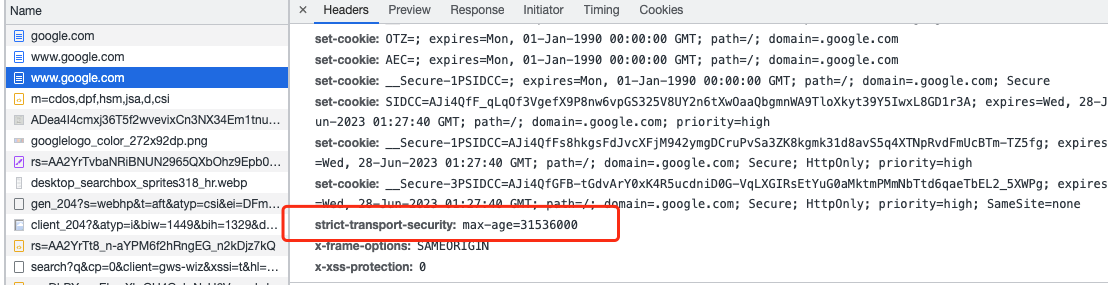 Name
google.com
www.google.com
www.google.com
m=cdos,dpf,hsm,jsa,d,csi
ADea4I4cmxj36T5f2wvevixCn3NX34Em1tnu...
googlelogo_color_272x92dp.png
rs=AA2YrTvbaNRiBNUN2965QXbOhz9Epb0...
desktop_searchbox_sprites318_hr.webp
gen_204?s=webhp&t=aft&atyp=csi&ei=DFm...
client_204?&atyp=i&biw=1449&bih=1329&d...
rs=AA2YrTt8_n-aYPM6f2hRngEG_n2kDjz7kQ
search?q&cp=0&client=gws-wiz&xssi=t&hl=...
× Headers Preview Response Initiator Timing Cookies
set-cookie: OTZ=; expires=Mon, 01-Jan-1990 00:00:00 GMT; path=/; domain=.google.com
set-cookie: AEC=; expires=Mon, 01-Jan-1990 00:00:00 GMT; path=/; domain=.google.com
set-cookie: __Secure-1PSIDCC=; expires=Mon, 01-Jan-1990 00:00:00 GMT; path=/; domain=.google.com; Secure
set-cookie: SIDCC=AJi4QfF_qLqOf3VgefX9P8nw6vpGS325V8UY2n6tXwOaaQbgmnWA9TloXkyt39Y5IwxL8GD1r3A; expires=Wed, 28-J
un-2023 01:27:40 GMT; path=/; domain=.google.com; priority=high
set-cookie: __Secure-1PSIDCC=AJi4QfFs8hkgsFdJvcXFjM942ymgDCruPvSa3ZK8kgmk31d8avS5q4XTNpRvdFmUcBTm-TZ5fg; expires
=Wed, 28-Jun-2023 01:27:40 GMT; path=/; domain=.google.com; Secure; HttpOnly; priority=high
set-cookie: __Secure-3PSIDCC=AJi4QfGFB-tGdvArY0xK4R5ucdniD0G-VqLXGIRsEtYuG0aMktmPMmNbTtd6qaeTbEL2_5XWPg; expires
=Wed, 28-Jun-2023 01:27:40 GMT; path=/; domain=.google.com; Secure; HttpOnly; priority=high; SameSite=none
strict-transport-security: max-age=31536000
x-frame-options: SAMEORIGIN
x-xss-protection: 0